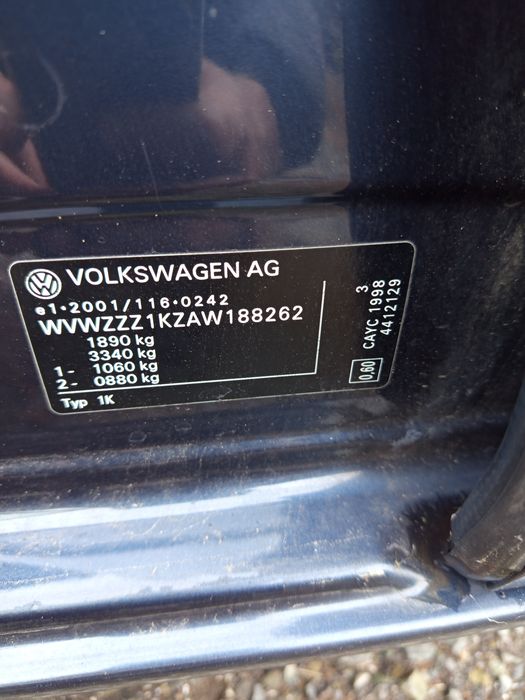 VOLKSWAGEN AG
e1*2001/116*0242
WVWZZZ1KZAW188262
1890 kg
3340 kg
1- 1060 kg
2- 0880 kg
Typ 1K
3
CAYC 1998
4412129
0,60